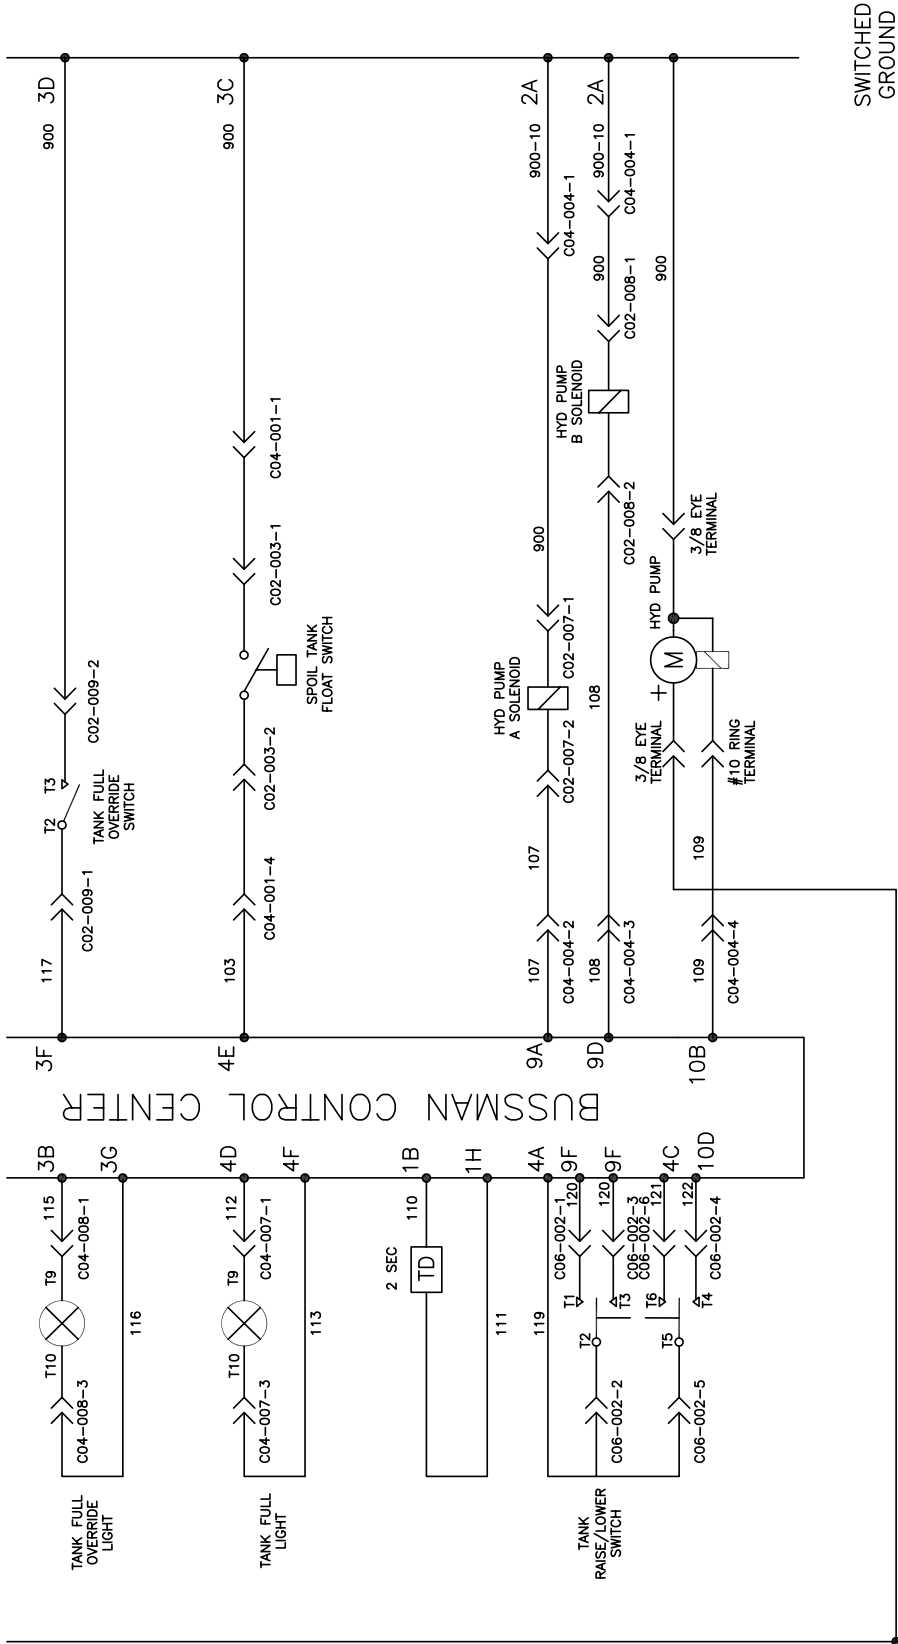 SWITCHED
GROUND
3D
900
C02-009-2
T3
T2
TANK FULL
OVERRIDE
SWITCH
C02-009-1
117
3F
3C
900
C04-001-1
C02-003-1
SPOIL TANK
FLOAT SWITCH
C02-003-2
C04-001-4
103
4E
2A
900-10
C04-004-1
900
C02-007-1
HYD PUMP
A SOLENOID
C02-007-2
107
107
C04-004-2
9A
2A
900-10
C04-004-1
900
C02-008-1
HYD PUMP
B SOLENOID
C02-008-2
108
108
C04-004-3
9D
900
3/8 EYE
TERMINAL
HYD PUMP
M
+
3/8 EYE
TERMINAL
#10 RING
TERMINAL
109
109
C04-004-4
10B
BUSSMAN CONTROL CENTER
3B
115
C04-008-1
T9
T10
C04-008-3
3G
116
TANK FULL
OVERRIDE
LIGHT
4D
112
C04-007-1
T9
T10
C04-007-3
4F
113
TANK FULL
LIGHT
1B
110
2 SEC
TD
1H
111
4A
119
9F
120
C06-002-1
T1
T2
9F
120
C06-002-3
T3
C06-002-2
4C
121
C06-002-6
T6
T5
10D
122
C06-002-4
T4
C06-002-5
TANK
RAISE/LOWER
SWITCH